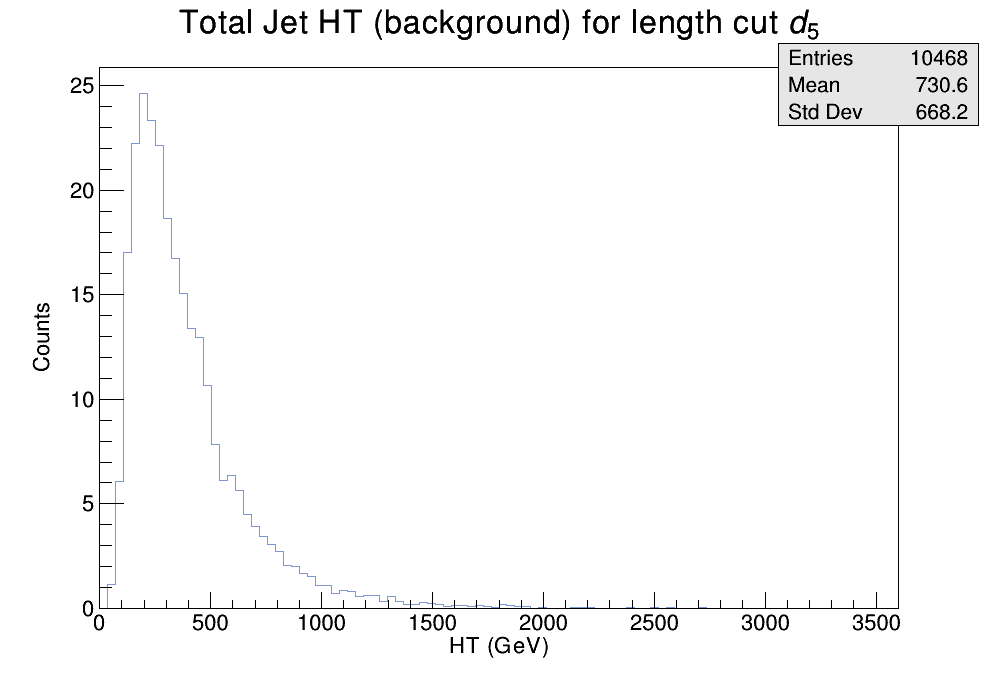 Total Jet HT (background) for length cut d5
Entries 10468
Mean 730.6
Std Dev 668.2
25
20
15
10
5
0
Counts
0 500 1000 1500 2000 2500 3000 3500
HT (GeV)